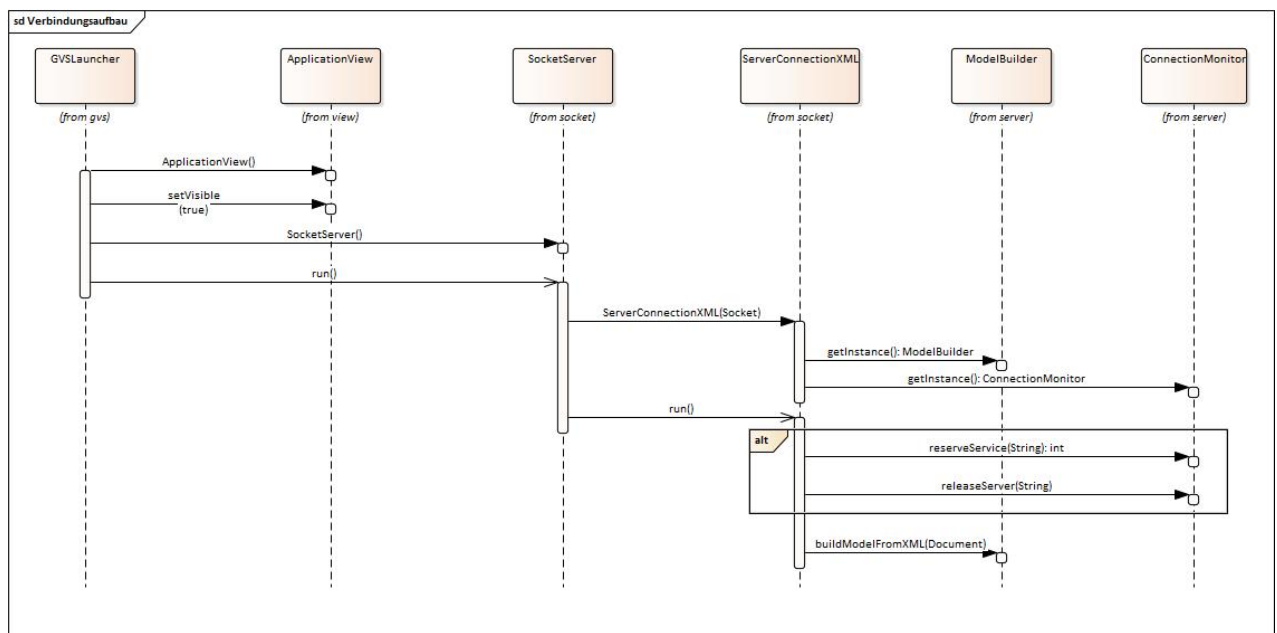 sd Verbindungsaufbau
GVSLauncher
ApplicationView
SocketServer
ServerConnectionXML
ModelBuilder
ConnectionMonitor
(from gvs)
(from view)
(from socket)
(from socket)
(from server)
(from server)
ApplicationView()
setVisible
(true)
SocketServer()
run()
ServerConnectionXML(Socket)
getInstance(): ModelBuilder
getInstance(): ConnectionMonitor
run()
alt
reserveService(String): int
releaseServer(String)
buildModelFromXML(Document)